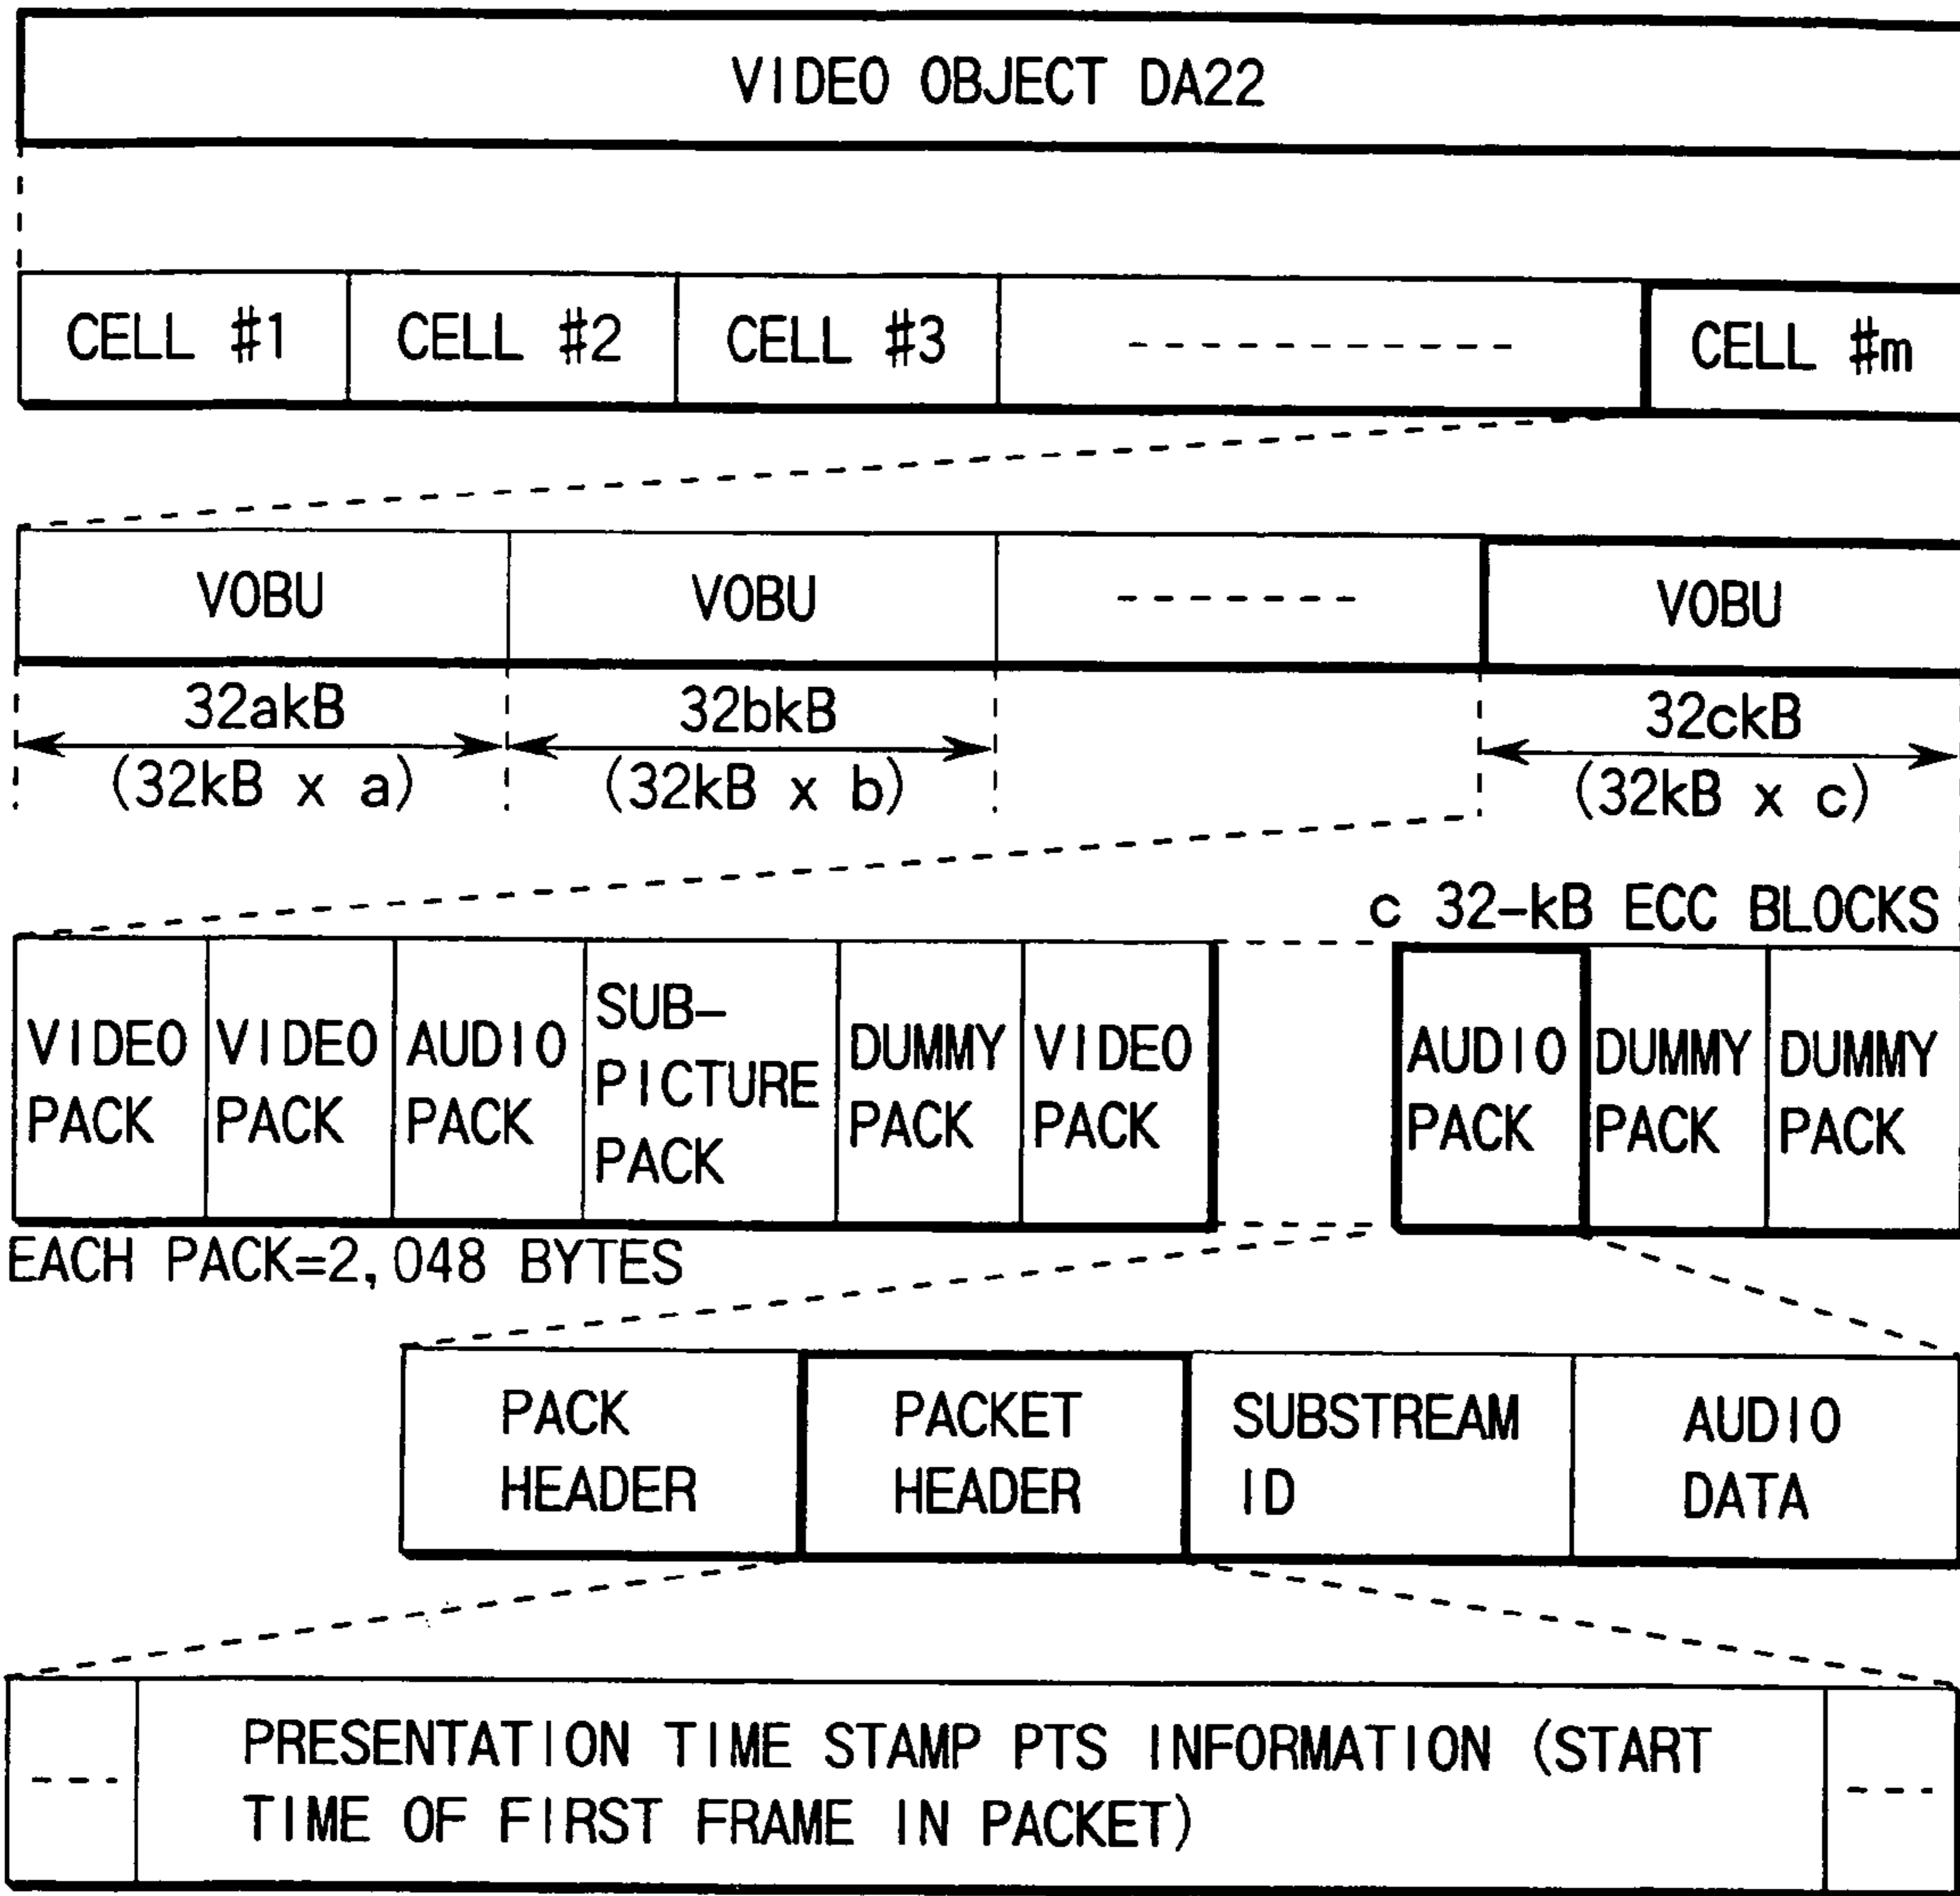 VIDEO OBJECT DA22
CELL #1 CELL #2 CELL #3 ----------- CELL #m
VOBU VOBU ------- VOBU
32akB 32bkB 32ckB
(32kB x a) (32kB x b) (32kB x c)
c 32-kB ECC BLOCKS
VIDEO
PACK
VIDEO
PACK
AUDIO
PACK
SUB-
PICTURE
PACK
DUMMY
PACK
VIDEO
PACK
AUDIO
PACK
DUMMY
PACK
DUMMY
PACK
EACH PACK=2,048 BYTES
PACK
HEADER
PACKET
HEADER
SUBSTREAM
ID
AUDIO
DATA
---
PRESENTATION TIME STAMP PTS INFORMATION (START
TIME OF FIRST FRAME IN PACKET)
---